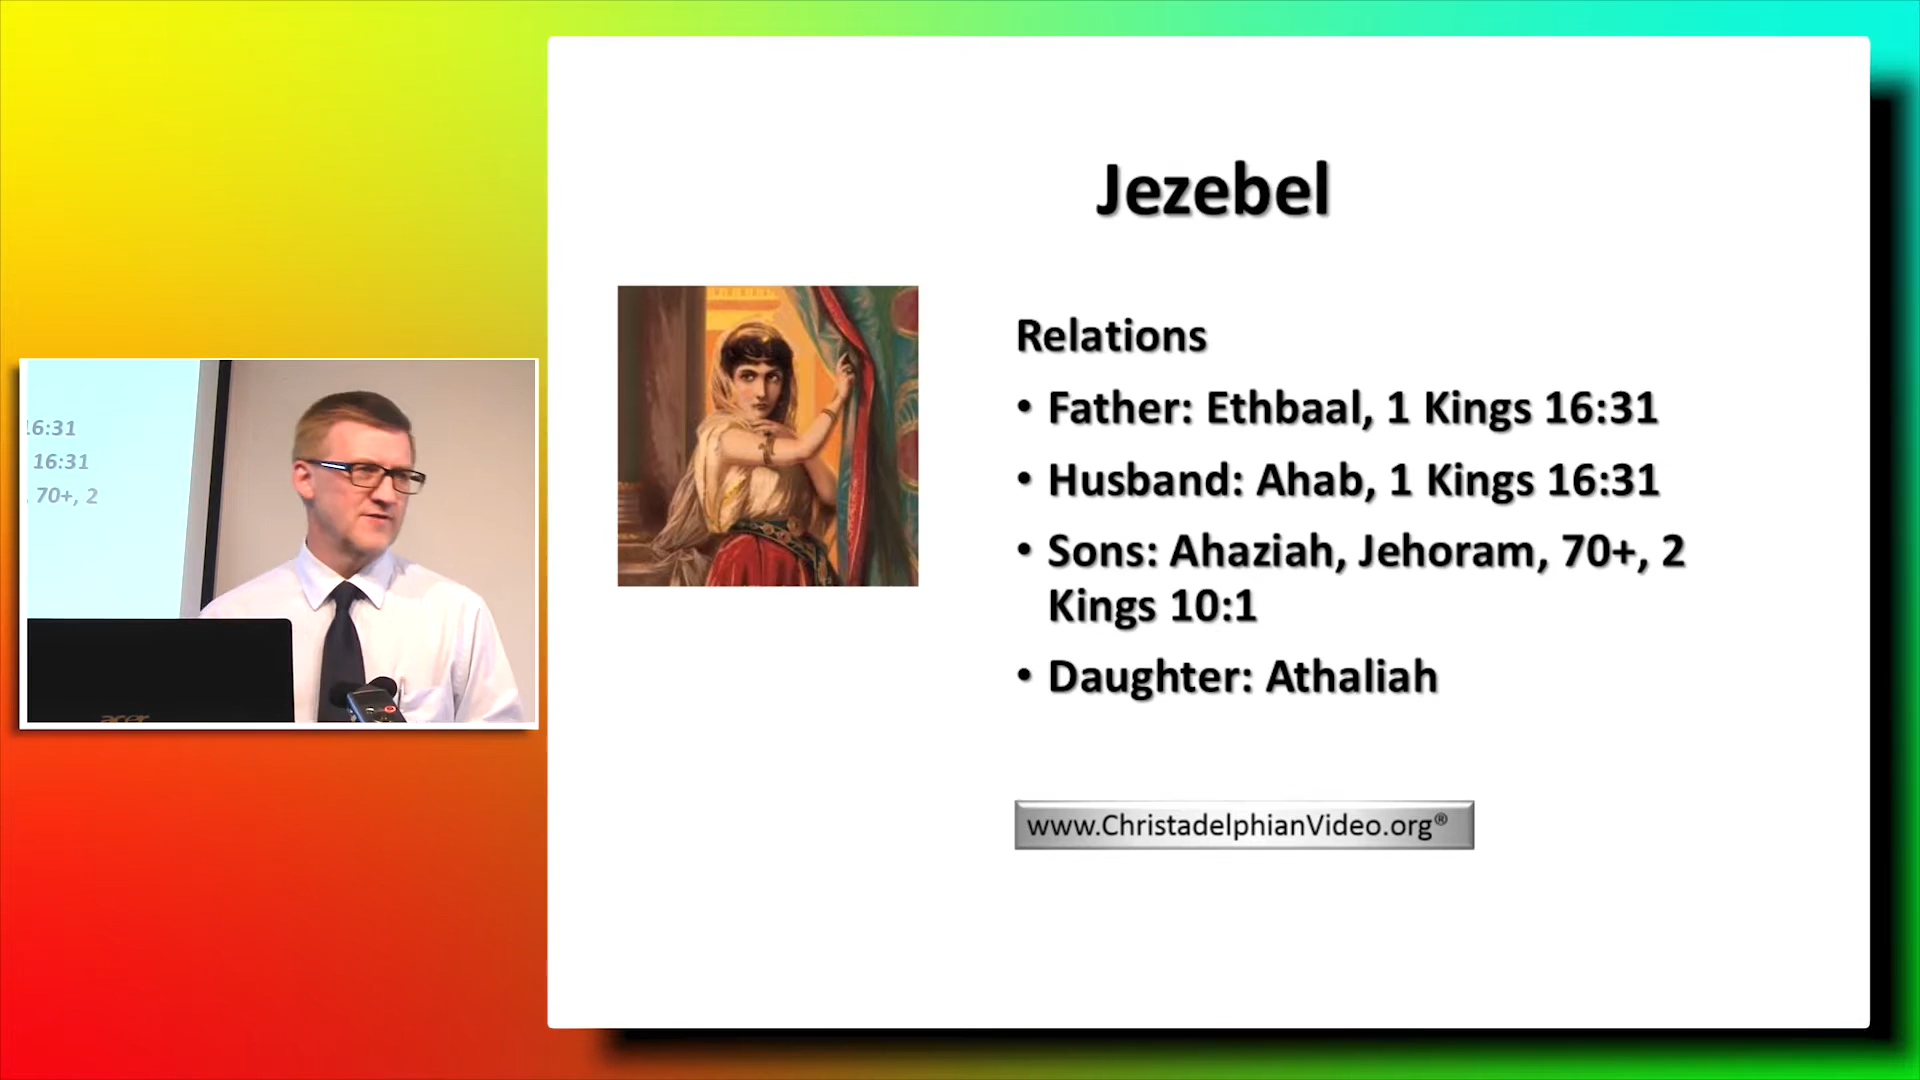 Jezebel
Relations
• Father: Ethbaal, 1 Kings 16:31
• Husband: Ahab, 1 Kings 16:31
• Sons: Ahaziah, Jehoram, 70+, 2
Kings 10:1
• Daughter: Athaliah
www.ChristadelphianVideo.org®
16:31
16:31
, 70+, 2
acer